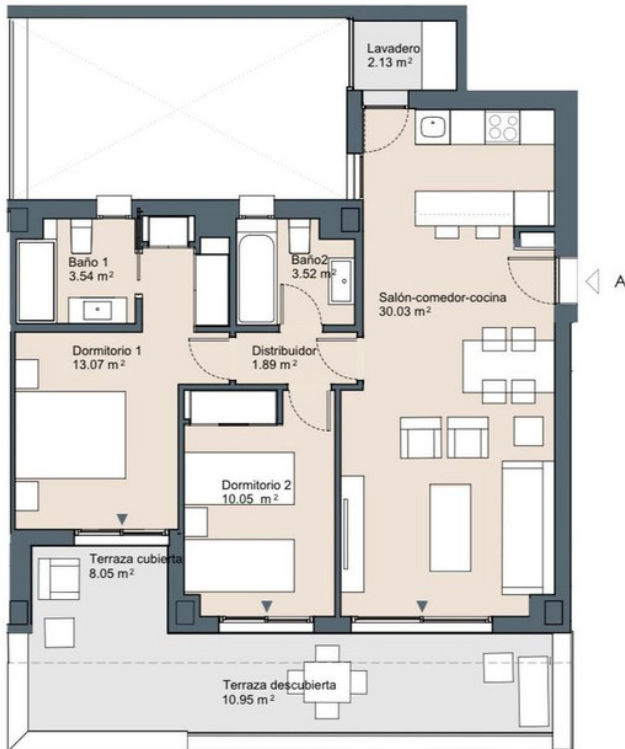 Lavadero
2.13 m²
Baño 1
3.54 m²
Baño2
3.52 m²
Salón-comedor-cocina
30.03 m²
A
Dormitorio 1
13.07 m²
Distribuidor
1.89 m²
Dormitorio 2
10.05 m²
Terraza cubierta
8.05 m²
Terraza descubierta
10.95 m²